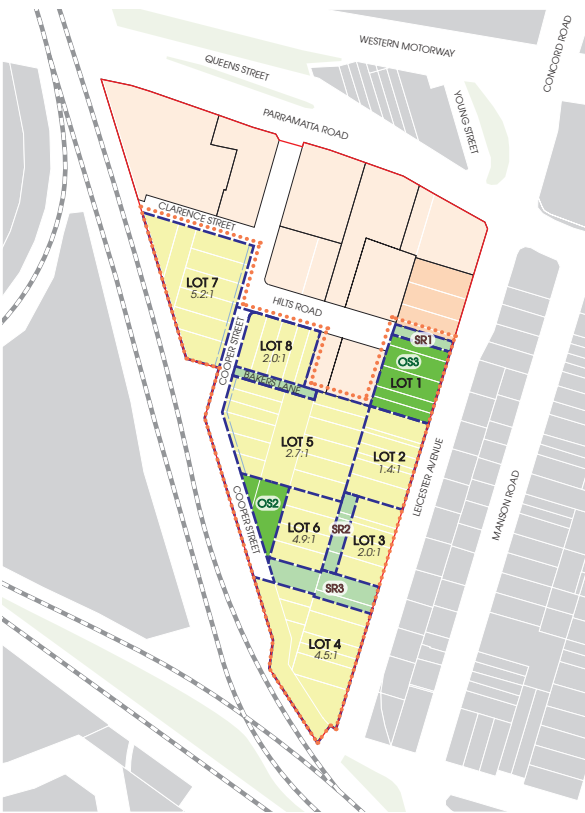 WESTERN MOTORWAY
CONCORD ROAD
QUEENS STREET
YOUNG STREET
PARRAMATTA ROAD
CLARENCE STREET
LOT 7
5.2:1
HILTS ROAD
COOPER STREET
LOT 8
2.0:1
SR1
OS3
LOT 1
BAKERS LANE
LOT 5
2.7:1
LOT 2
1.4:1
LEICESTER AVENUE
MANSON ROAD
OS2
COOPER STREET
LOT 6
4.9:1
SR2
LOT 3
2.0:1
SR3
LOT 4
4.5:1